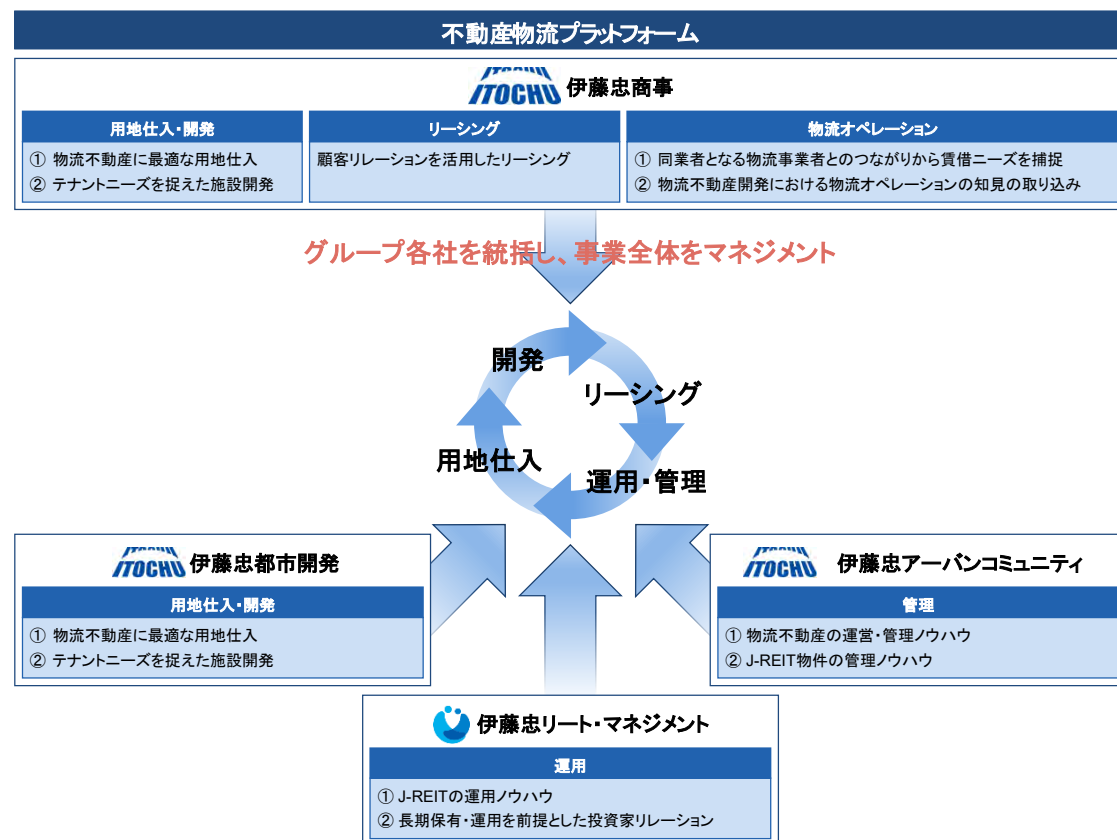 不動産物流プラットフォーム
ITOCHU 伊藤忠商事
用地仕入・開発
① 物流不動産に最適な用地仕入
② テナントニーズを捉えた施設開発
リーシング
顧客リレーションを活用したリーシング
物流オペレーション
① 同業者となる物流事業者とのつながりから賃借ニーズを捕捉
② 物流不動産開発における物流オペレーションの知見の取り込み
グループ各社を統括し、事業全体をマネジメント
開発
リーシング
用地仕入
運用・管理
ITOCHU 伊藤忠都市開発
用地仕入・開発
① 物流不動産に最適な用地仕入
② テナントニーズを捉えた施設開発
ITOCHU 伊藤忠アーバンコミュニティ
管理
① 物流不動産の運営・管理ノウハウ
② J-REIT物件の管理ノウハウ
伊藤忠リート・マネジメント
運用
① J-REITの運用ノウハウ
② 長期保有・運用を前提とした投資家リレーション